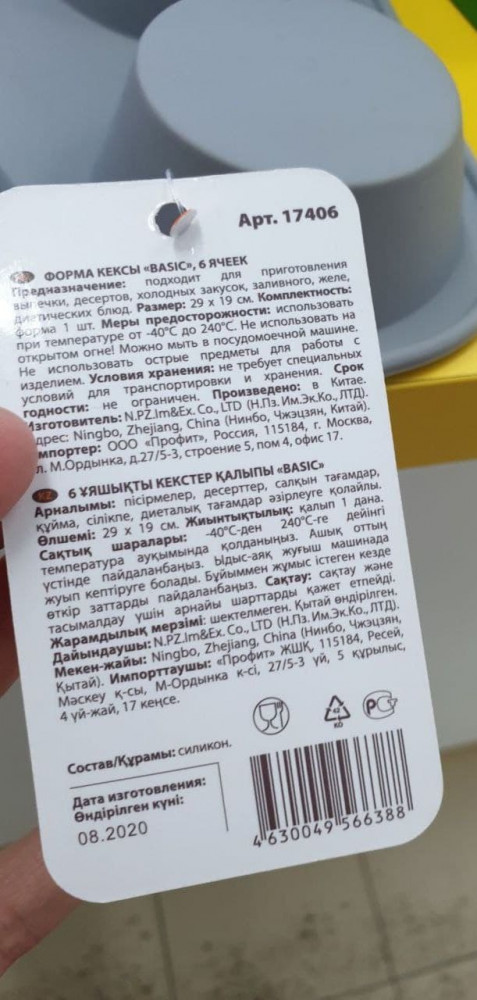 Арт. 17406
ФОРМА КЕКСЫ «BASIC», 6 ЯЧЕЕК
Предназначение: подходит для приготовления
выпечки, десертов, холодных закусок, заливного, желе,
диетических блюд. Размер: 29 x 19 см. Комплектность:
форма 1 шт. Меры предосторожности: использовать
при температуре от -40°С до 240°С. Не использовать на
открытом огне! Можно мыть в посудомоечной машине.
Не использовать острые предметы для работы с
изделием. Условия хранения: не требует специальных
условий для транспортировки и хранения. Срок
годности: не ограничен. Произведено: в Китае.
Изготовитель: N.PZ.Im&Ex. Co., LTD (Н.Пз. Им.Эк.Ко., ЛТД).
Адрес: Ningbo, Zhejiang, China (Нинбо, Чжэцзян, Китай).
Импортер: ООО «Профит», Россия, 115184, г. Москва,
ул. М.Ордынка, д.27/5-3, строение 5, пом 4, офис 17.
KZ 6 ҰЯШЫҚТЫ КЕКСТЕР ҚАЛЫПЫ «BASIC»
Арналымы: пісірмелер, десерттер, салқын тағамдар,
құйма, сілікпе, диеталық тағамдар әзірлеуге қолайлы.
Өлшемі: 29 x 19 см. Жиынтықтылық: қалып 1 дана.
Сақтық шаралары: -40°С-ден 240°С-ге дейінгі
температура ауқымында қолданыңыз. Ашық оттың
үстінде пайдаланбаңыз. Ыдыс-аяқ жуғыш машинада
жуып кептіруге болады. Бұйыммен жұмыс істеген кезде
өткір заттарды пайдаланбаңыз. Сақтау: сақтау және
тасымалдау үшін арнайы шарттарды қажет етпейді.
Жарамдылық мерзімі: шектелмеген. Қытай өндірілген.
Дайындаушы: N.PZ.Im&Ex. Co., LTD (Н.Пз. Им.Эк.Ко., ЛТД).
Мекен-жайы: Ningbo, Zhejiang, China (Нинбо, Чжэцзян,
Қытай). Импорттаушы: «Профит» ЖШҚ, 115184, Ресей,
Мәскеу қ-сы, М-Ордынка к-сі, 27/5-3 үй, 5 құрылыс,
4 үй-жай, 17 кеңсе.
Состав/Құрамы: силикон.
Дата изготовления:
Өндірілген күні:
08.2020
4 630049 566388